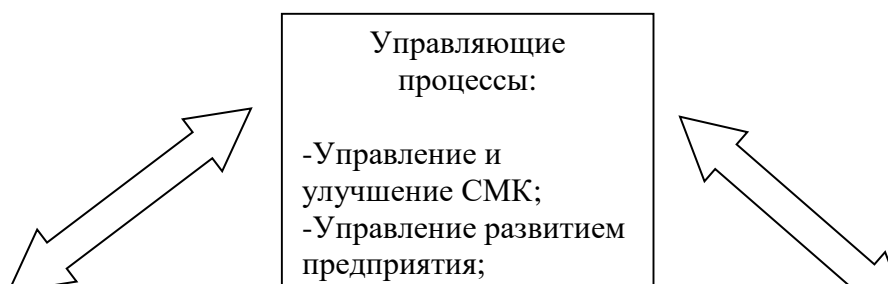 Управляющие
процессы:
-Управление и
улучшение СМК;
-Управление развитием
предприятия;